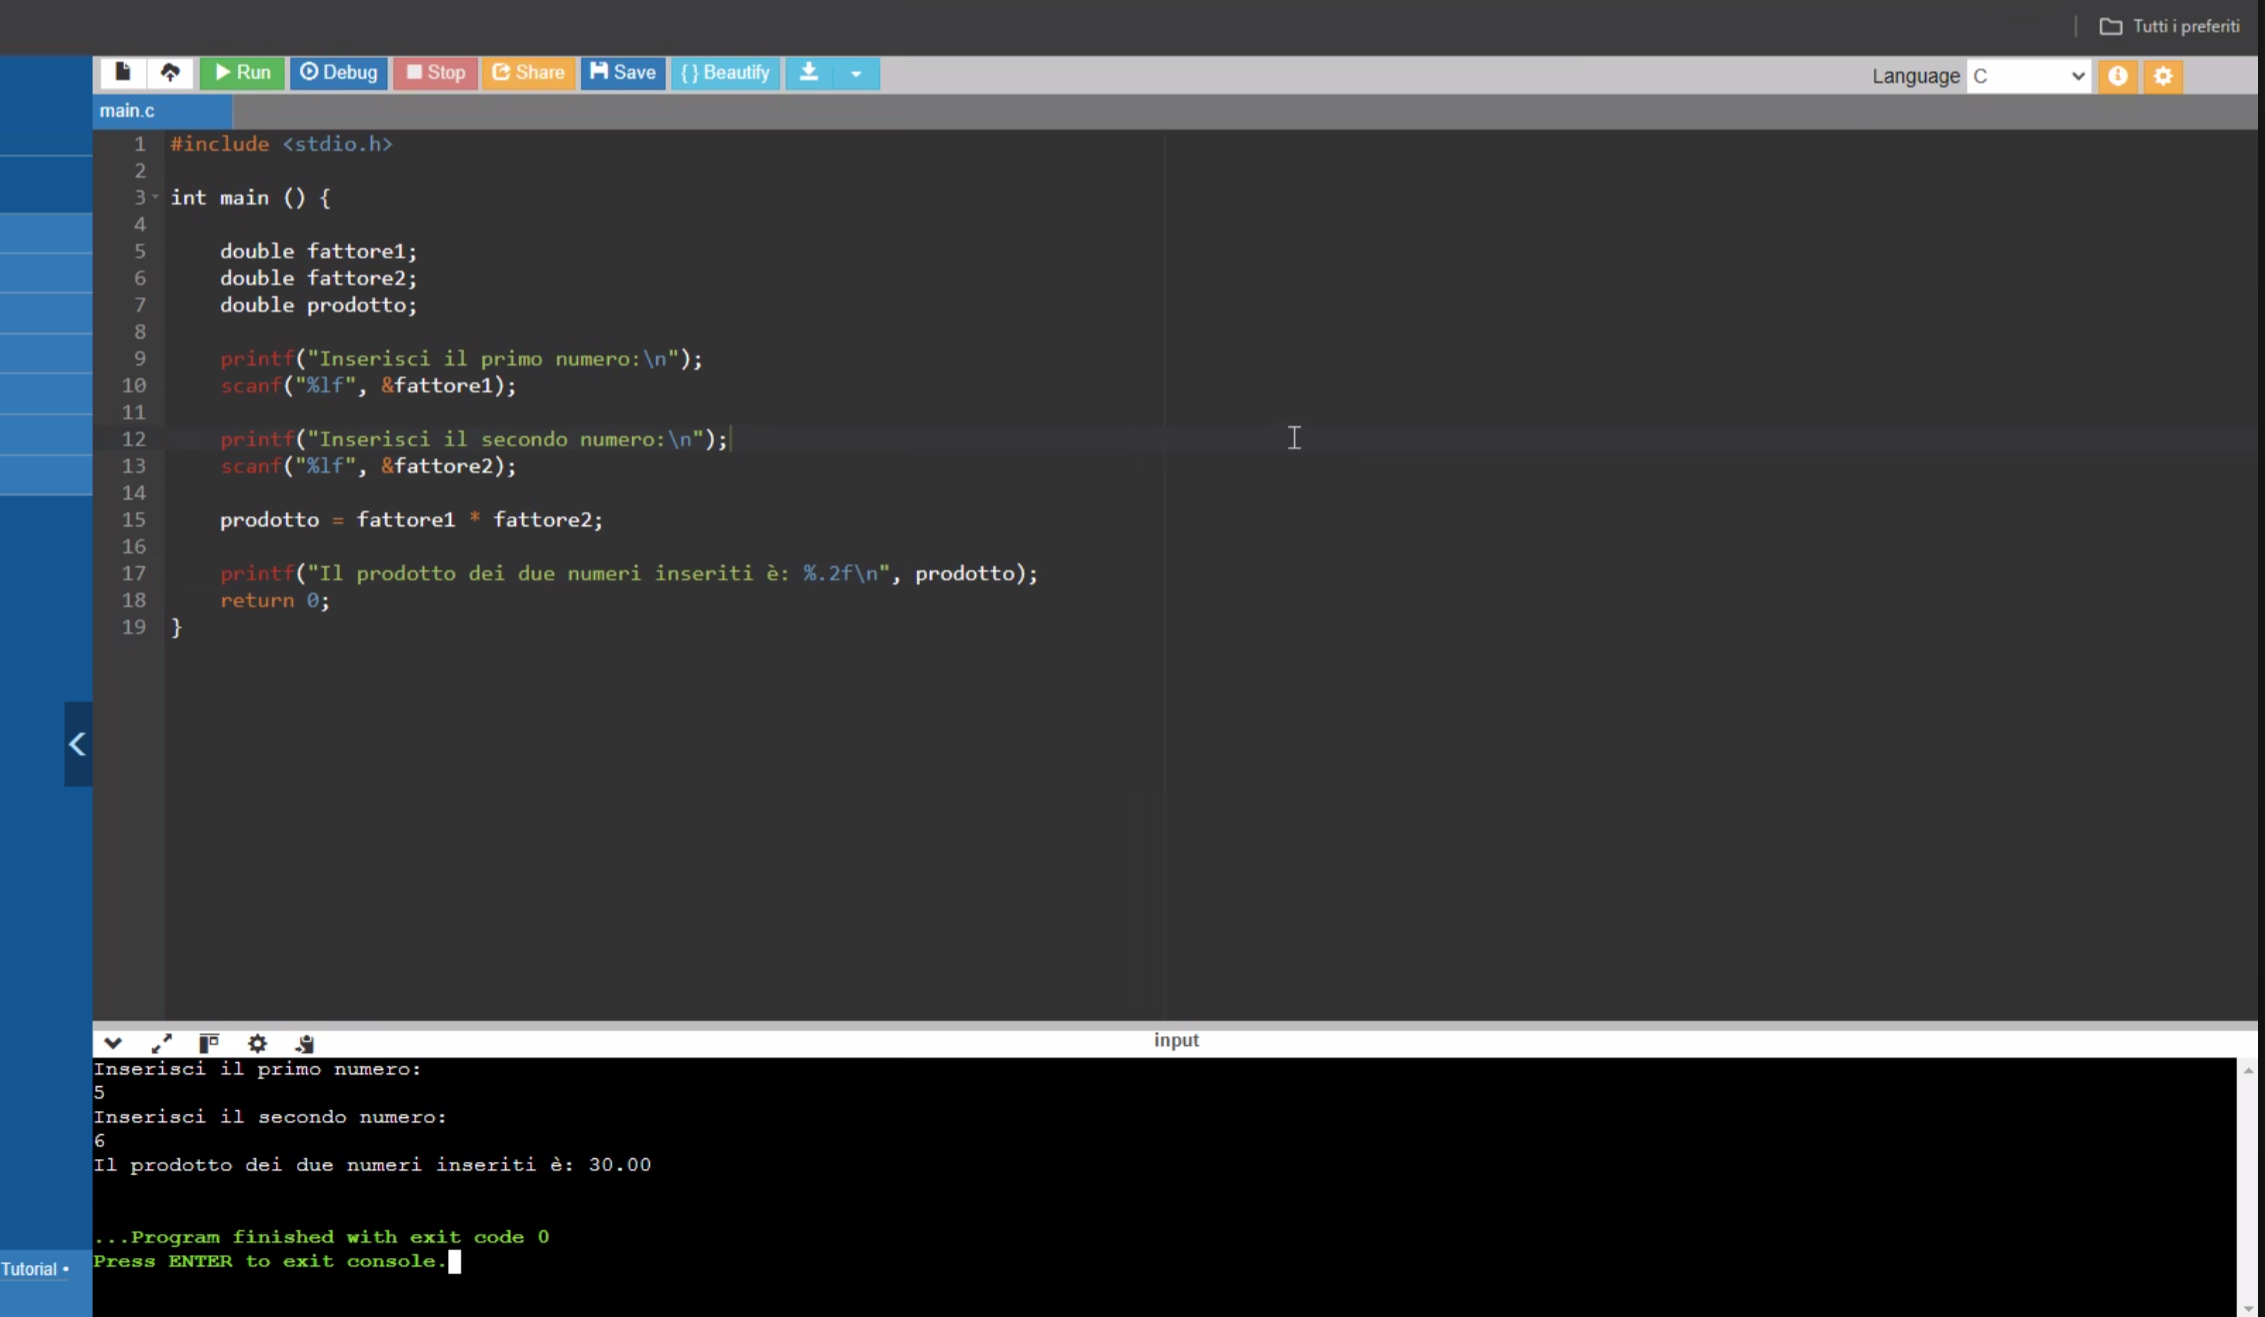 Tutti i preferiti
Run Debug Stop Share Save { } Beautify Language C
main.c
1 #include <stdio.h>
2
3 int main () {
4
5 double fattore1;
6 double fattore2;
7 double prodotto;
8
9 printf("Inserisci il primo numero:\n");
10 scanf("%lf", &fattore1);
11
12 printf("Inserisci il secondo numero:\n");
13 scanf("%lf", &fattore2);
14
15 prodotto = fattore1 * fattore2;
16
17 printf("Il prodotto dei due numeri inseriti è: %.2f\n", prodotto);
18 return 0;
19 }
input
Inserisci il primo numero:
5
Inserisci il secondo numero:
6
Il prodotto dei due numeri inseriti è: 30.00
...Program finished with exit code 0
Press ENTER to exit console.
Tutorial •